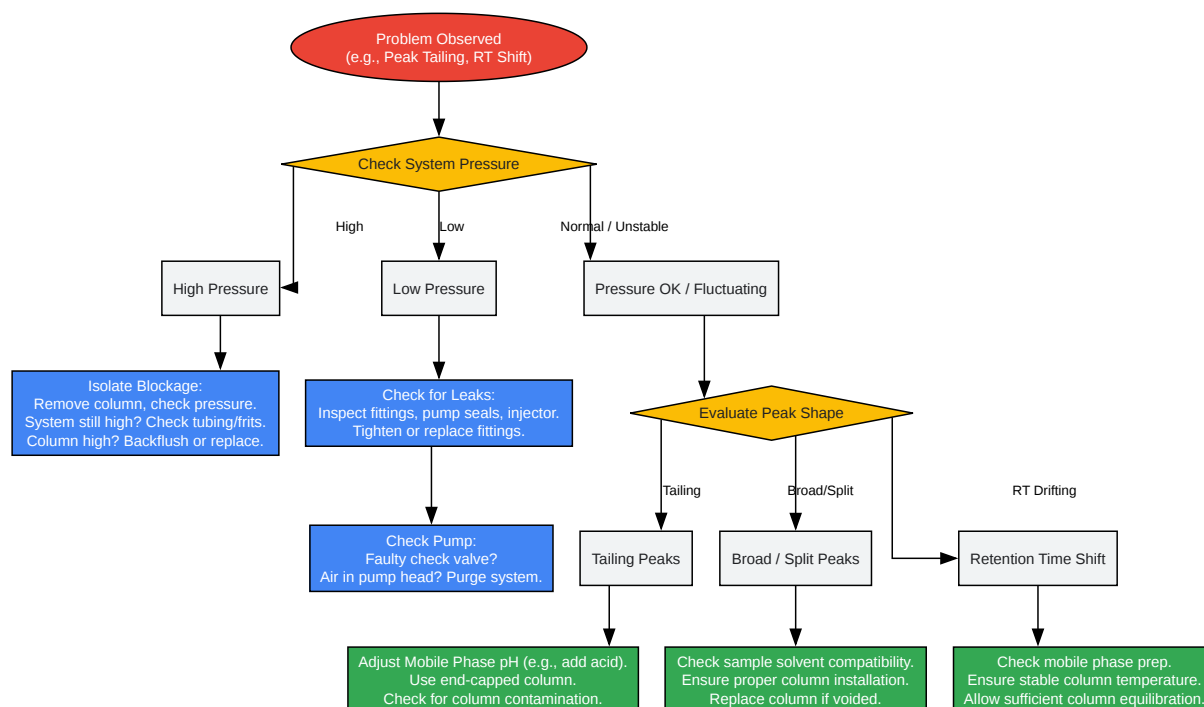 Problem Observed
(e.g., Peak Tailing, RT Shift)
Check System Pressure
High
Low
Normal / Unstable
High Pressure
Low Pressure
Pressure OK / Fluctuating
Isolate Blockage:
Remove column, check pressure.
System still high? Check tubing/frits.
Column high? Backflush or replace.
Check for Leaks:
Inspect fittings, pump seals, injector.
Tighten or replace fittings.
Evaluate Peak Shape
Tailing
Broad/Split
RT Drifting
Check Pump:
Faulty check valve?
Air in pump head? Purge system.
Tailing Peaks
Broad / Split Peaks
Retention Time Shift
Adjust Mobile Phase pH (e.g., add acid).
Use end-capped column.
Check for column contamination.
Check sample solvent compatibility.
Ensure proper column installation.
Replace column if voided.
Check mobile phase prep.
Ensure stable column temperature.
Allow sufficient column equilibration.